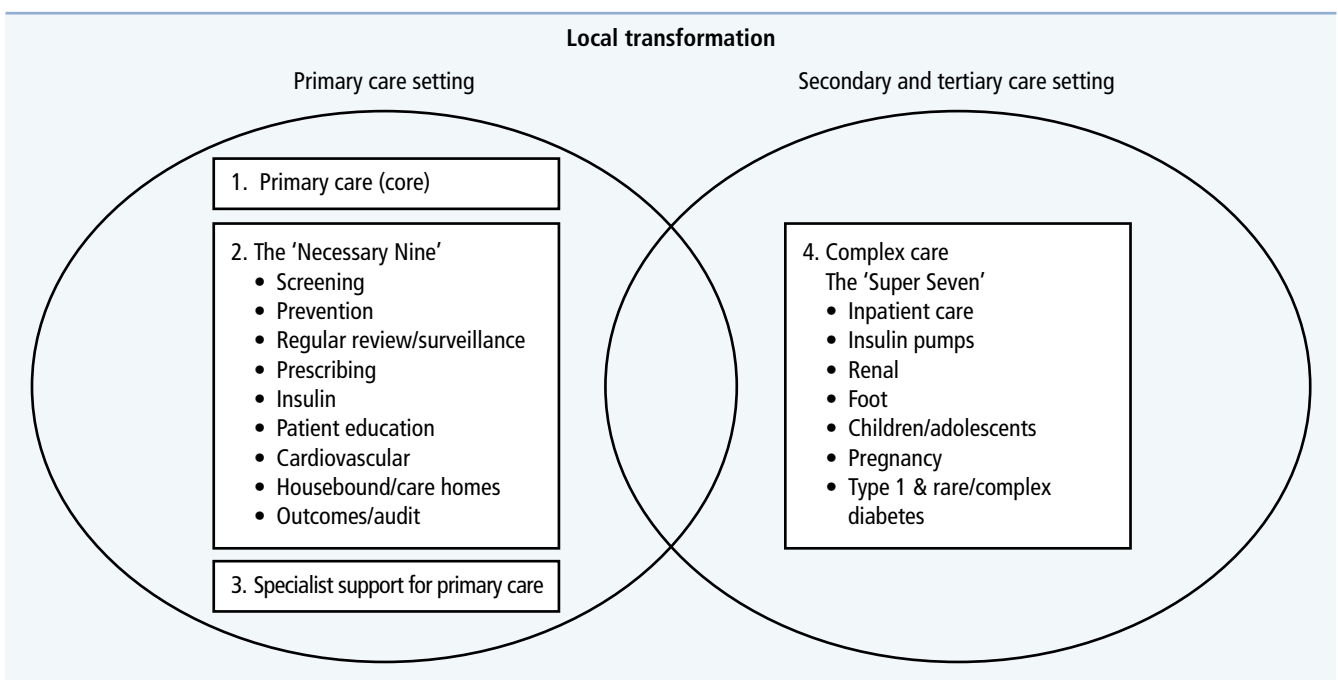 Local transformation
Primary care setting
Secondary and tertiary care setting
1. Primary care (core)
2. The ‘Necessary Nine’
• Screening
• Prevention
• Regular review/surveillance
• Prescribing
• Insulin
• Patient education
• Cardiovascular
• Housebound/care homes
• Outcomes/audit
3. Specialist support for primary care
4. Complex care
The ‘Super Seven’
• Inpatient care
• Insulin pumps
• Renal
• Foot
• Children/adolescents
• Pregnancy
• Type 1 & rare/complex
diabetes